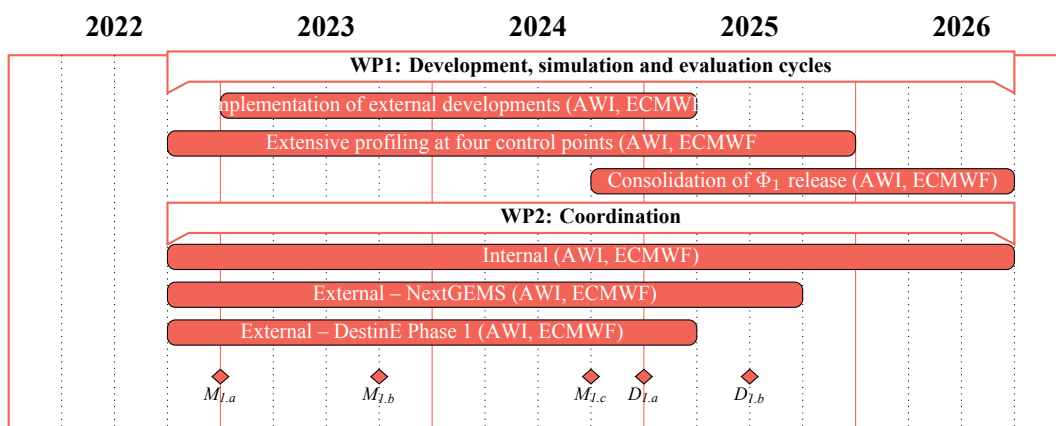 2022 2023 2024 2025 2026
WP1: Development, simulation and evaluation cycles
mplementation of external developments (AWI, ECMWF
Extensive profiling at four control points (AWI, ECMWF
Consolidation of Φ₁ release (AWI, ECMWF)
WP2: Coordination
Internal (AWI, ECMWF)
External – NextGEMS (AWI, ECMWF)
External – DestinE Phase 1 (AWI, ECMWF)
M1.a M1.b M1.c D1.a D1.b